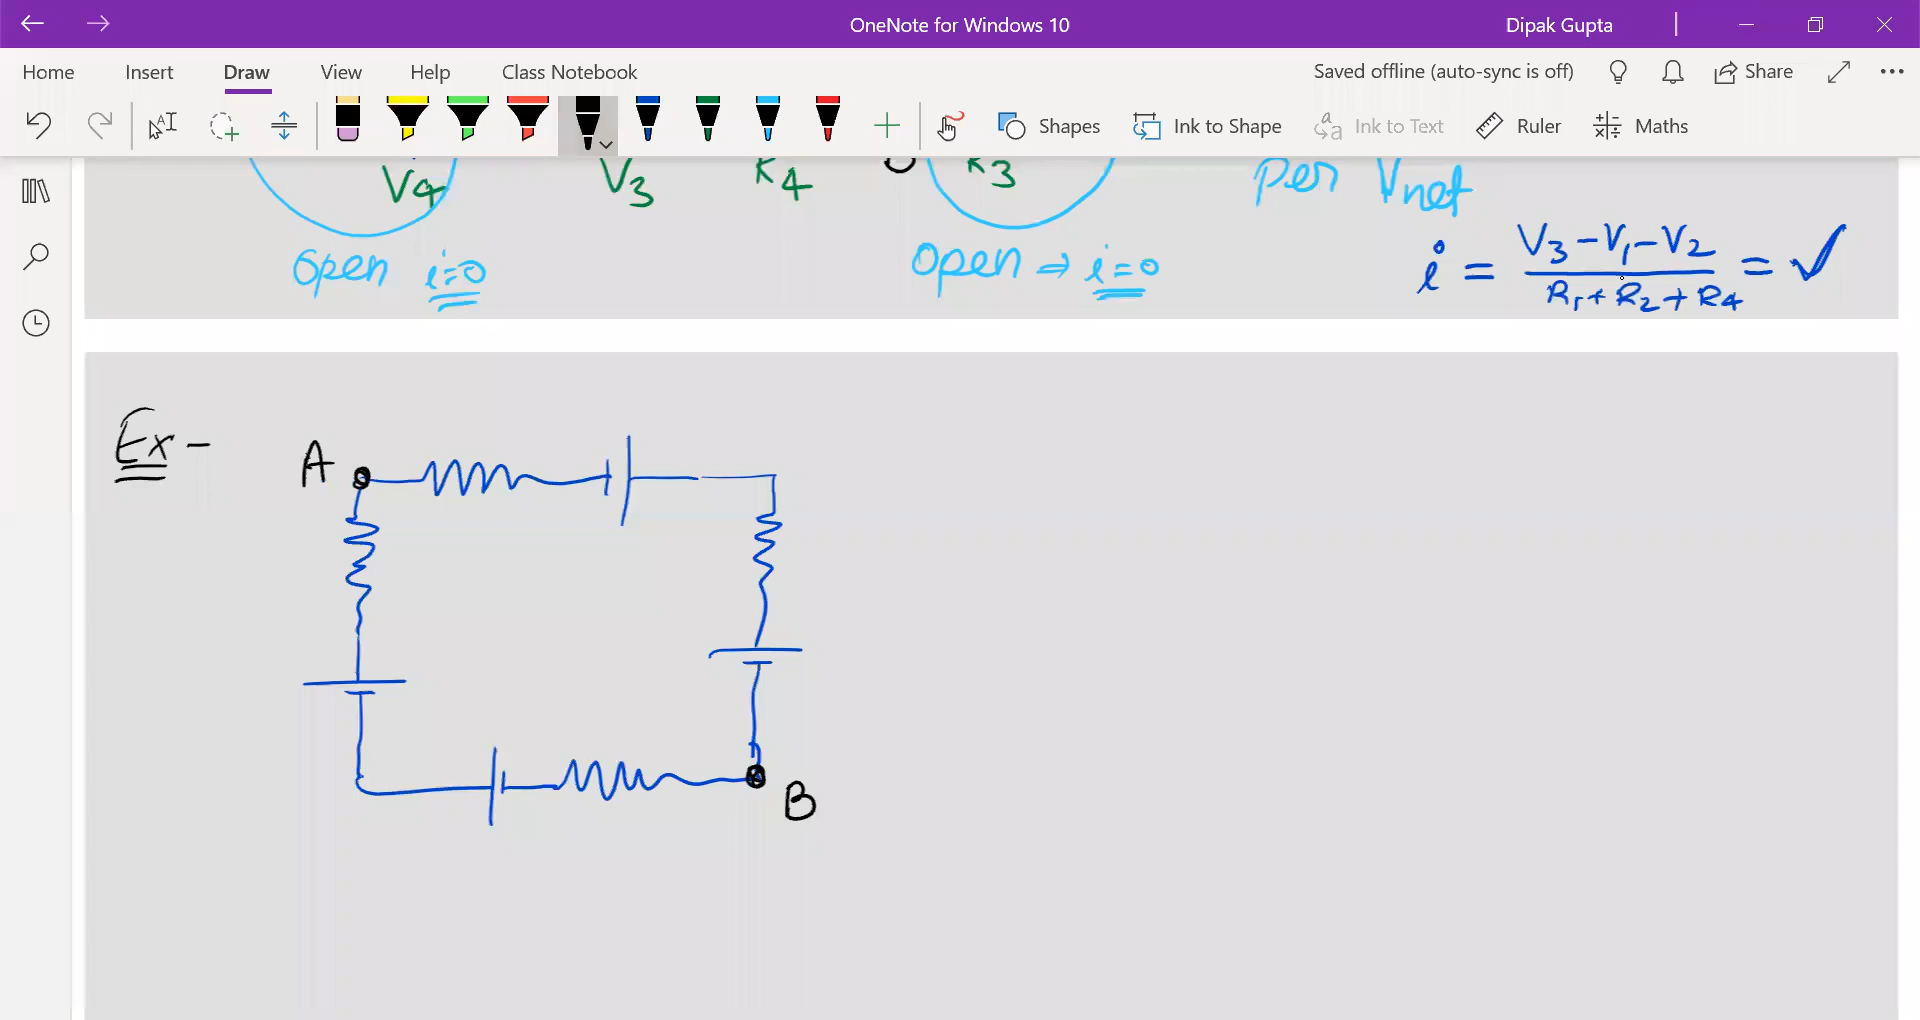 OneNote for Windows 10
Dipak Gupta
Home Insert Draw View Help Class Notebook
Saved offline (auto-sync is off) Share
Shapes Ink to Shape Ink to Text Ruler Maths
V4 V3 R4 R3 per Vnet
open i=0
open ⇒ i=0
i = V3 - V1 - V2 / R1 + R2 + R4 = ✓
Ex -
A
B